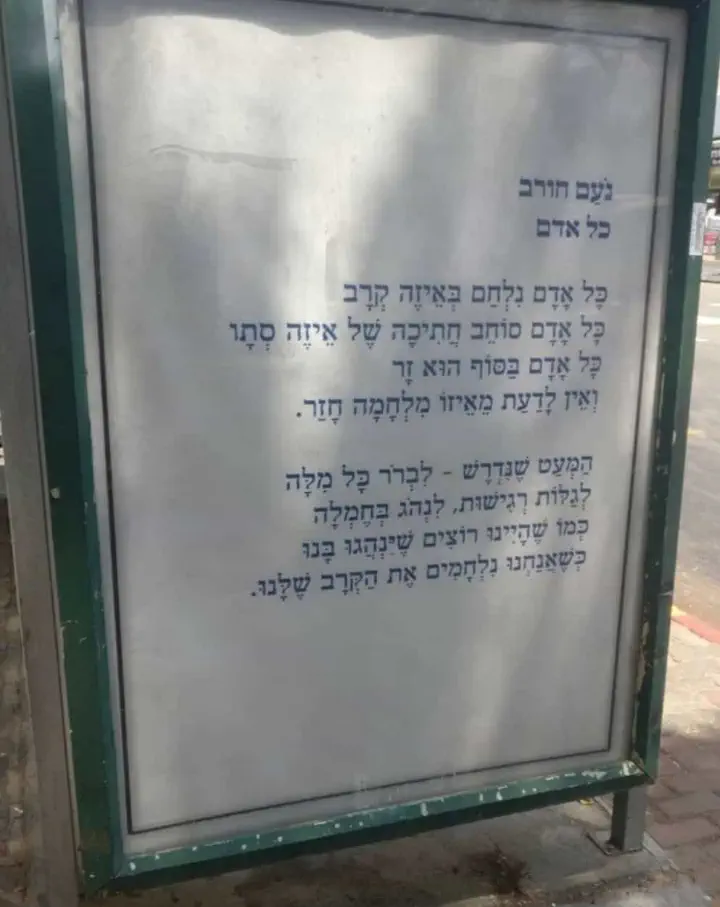 נֹעַם חורב
כל אדם
כָּל אָדָם נִלְחַם בְּאֵיזֶה קְרָב
כָּל אָדָם סוֹחֵב חֲתִיכָה שֶׁל אֵיזֶה סְתָו
כָּל אָדָם בַּסּוֹף הוּא זָר
וְאֵין לָדַעַת מֵאֵיזוֹ מִלְחָמָה חָזַר.
הַמְּעַט שֶׁנִּדְרָשׁ - לִבְרֹר כָּל מִלָּה
לְגַלּוֹת רְגִישׁוּת, לִנְהֹג בְּחֶמְלָה
כְּמוֹ שֶׁהָיִינוּ רוֹצִים שֶׁיִּנְהֲגוּ בָּנוּ
כְּשֶׁאֲנַחְנוּ נִלְחָמִים אֶת הַקְּרָב שֶׁלָּנוּ.